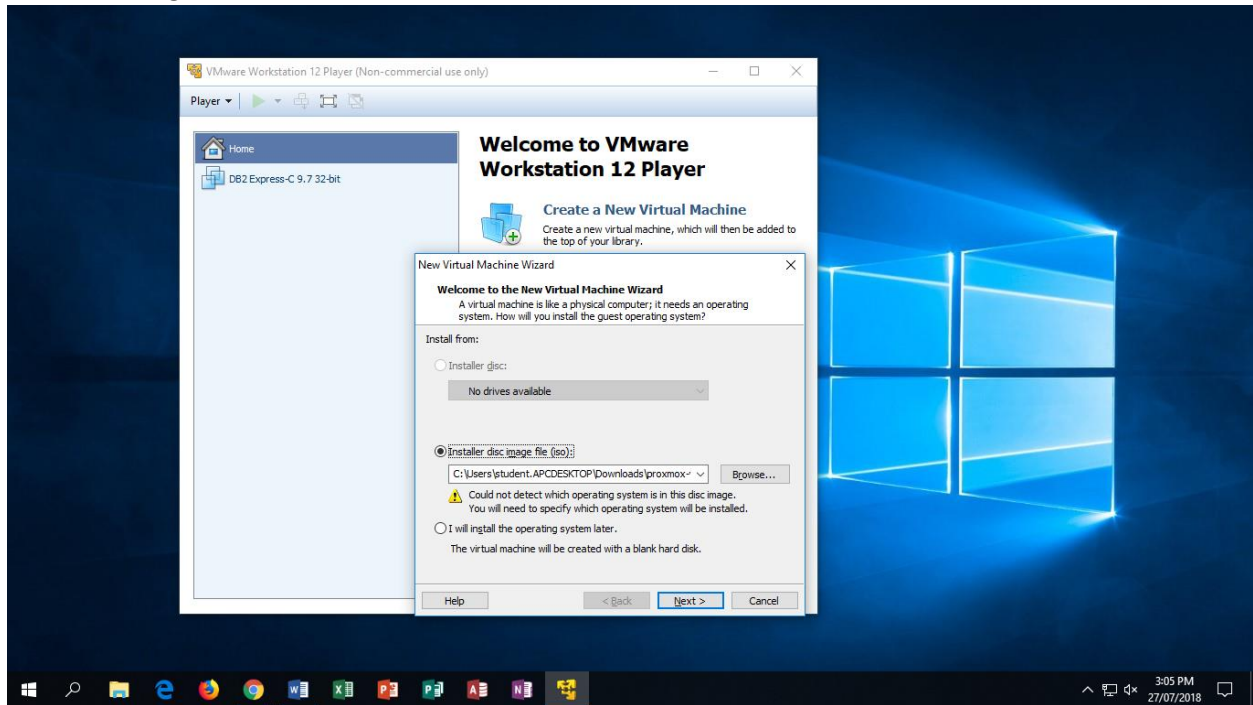 VMware Workstation 12 Player (Non-commercial use only)
Player
Home
DB2 Express-C 9.7 32-bit
Welcome to VMware
Workstation 12 Player
Create a New Virtual Machine
Create a new virtual machine, which will then be added to
the top of your library.
New Virtual Machine Wizard
Welcome to the New Virtual Machine Wizard
A virtual machine is like a physical computer; it needs an operating
system. How will you install the guest operating system?
Install from:
Installer disc:
No drives available
Installer disc image file (iso):
C:\Users\student.APCDESKTOP\Downloads\proxmox-
Browse...
Could not detect which operating system is in this disc image.
You will need to specify which operating system will be installed.
I will install the operating system later.
The virtual machine will be created with a blank hard disk.
Help
< Back
Next >
Cancel
3:05 PM
27/07/2018